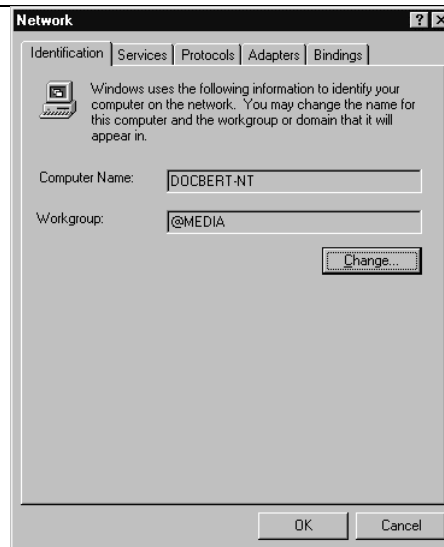 Network
Identification Services Protocols Adapters Bindings
Windows uses the following information to identify your
computer on the network. You may change the name for
this computer and the workgroup or domain that it will
appear in.
Computer Name: DOCBERT-NT
Workgroup: @MEDIA
Change...
OK Cancel